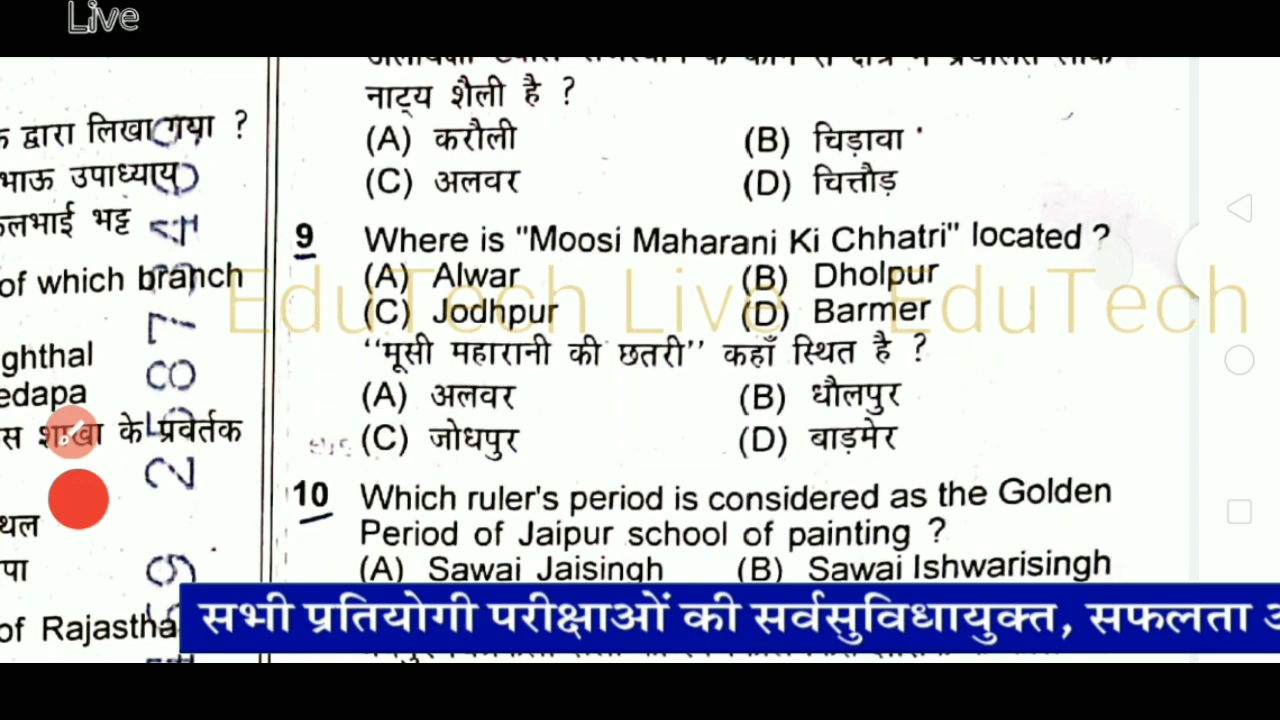 Live
नाट्य शैली है ?
(A) करौली (B) चिड़ावा
(C) अलवर (D) चित्तौड़
9 Where is "Moosi Maharani Ki Chhatri" located ?
(A) Alwar (B) Dholpur
(C) Jodhpur (D) Barmer
"मूसी महारानी की छतरी" कहाँ स्थित है ?
(A) अलवर (B) धौलपुर
(C) जोधपुर (D) बाड़मेर
10 Which ruler's period is considered as the Golden
Period of Jaipur school of painting ?
(A) Sawai Jaisingh (B) Sawai Ishwarisingh
द्वारा लिखा गया ?
भाऊ उपाध्याय
भट्ट
of which branch
ghthal
edapa
स शाखा के प्रवर्तक
थल
पा
of Rajastha
EduTech Live EduTech
सभी प्रतियोगी परीक्षाओं की सर्वसुविधायुक्त, सफलता